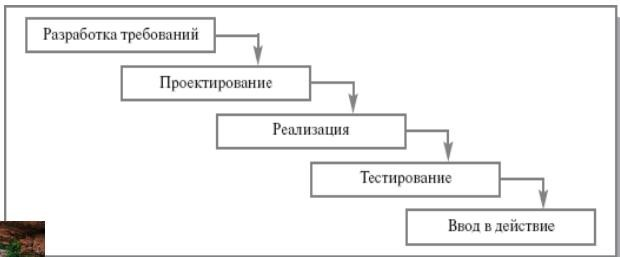 Разработка требований
Проектирование
Реализация
Тестирование
Ввод в действие